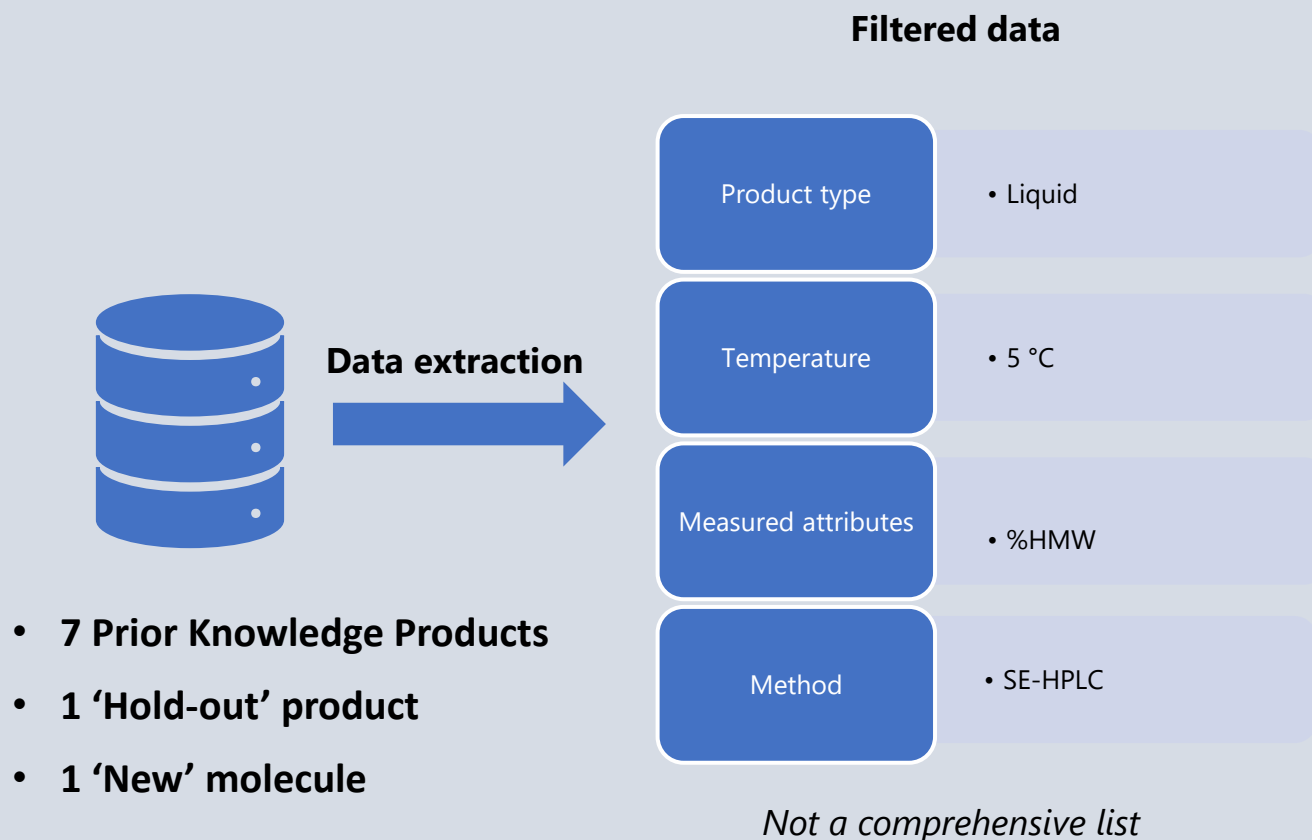 Filtered data
Data extraction
Product type
• Liquid
Temperature
• 5 °C
Measured attributes
• %HMW
Method
• SE-HPLC
• 7 Prior Knowledge Products
• 1 ‘Hold-out’ product
• 1 ‘New’ molecule
Not a comprehensive list